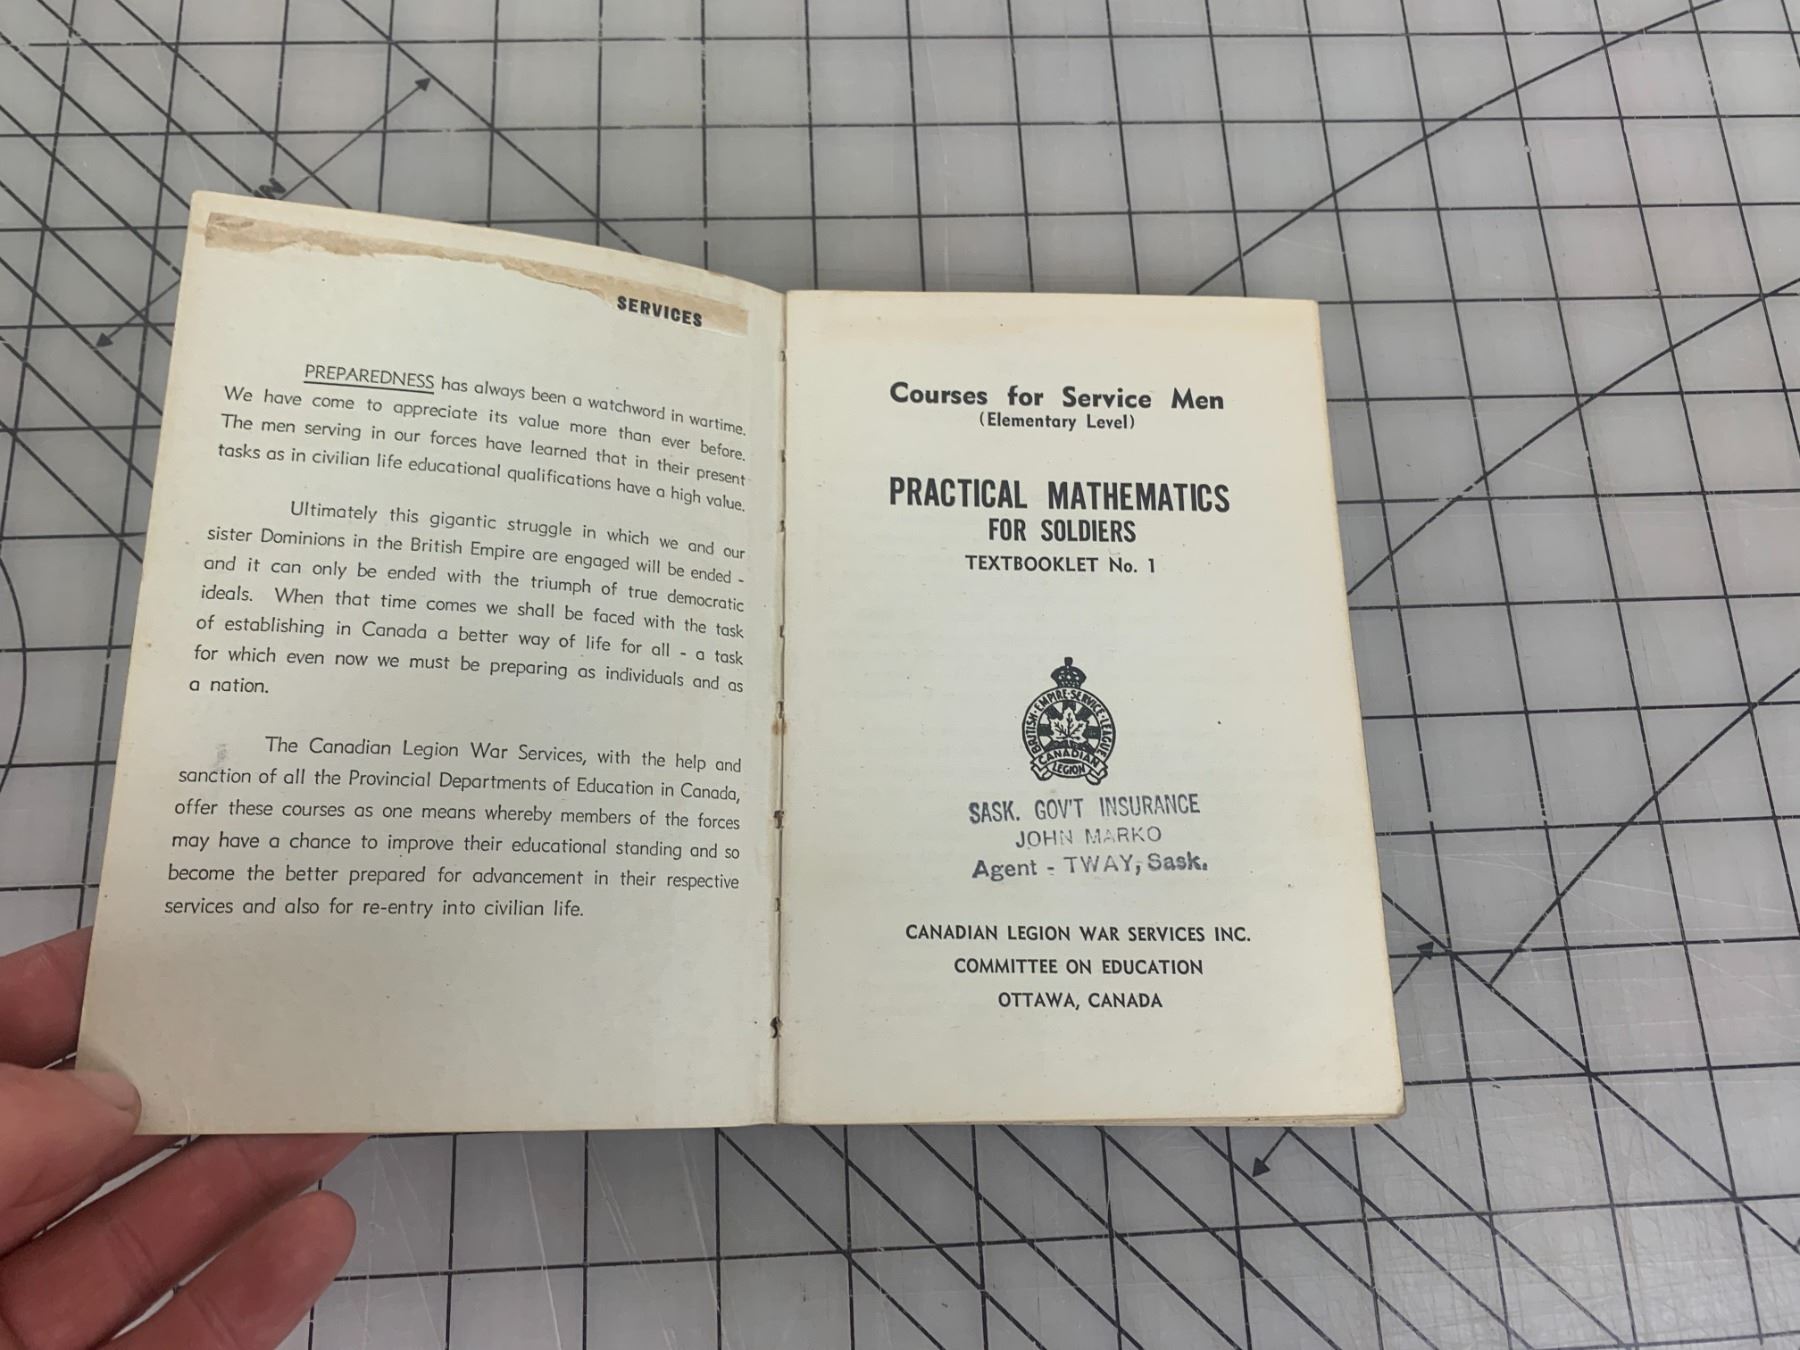 SERVICES
PREPAREDNESS has always been a watchword in wartime.
We have come to appreciate its value more than ever before.
The men serving in our forces have learned that in their present
tasks as in civilian life educational qualifications have a high value.
Ultimately this gigantic struggle in which we and our
sister Dominions in the British Empire are engaged will be ended -
and it can only be ended with the triumph of true democratic
ideals. When that time comes we shall be faced with the task
of establishing in Canada a better way of life for all - a task
for which even now we must be preparing as individuals and as
a nation.
The Canadian Legion War Services, with the help and
sanction of all the Provincial Departments of Education in Canada,
offer these courses as one means whereby members of the forces
may have a chance to improve their educational standing and so
become the better prepared for advancement in their respective
services and also for re-entry into civilian life.
Courses for Service Men
(Elementary Level)
PRACTICAL MATHEMATICS
FOR SOLDIERS
TEXTBOOKLET No. 1
BRITISH·EMPIRE·SERVICE·LEAGUE
CANADIAN
LEGION
SASK. GOV'T INSURANCE
JOHN MARKO
Agent - TWAY, Sask.
CANADIAN LEGION WAR SERVICES INC.
COMMITTEE ON EDUCATION
OTTAWA, CANADA